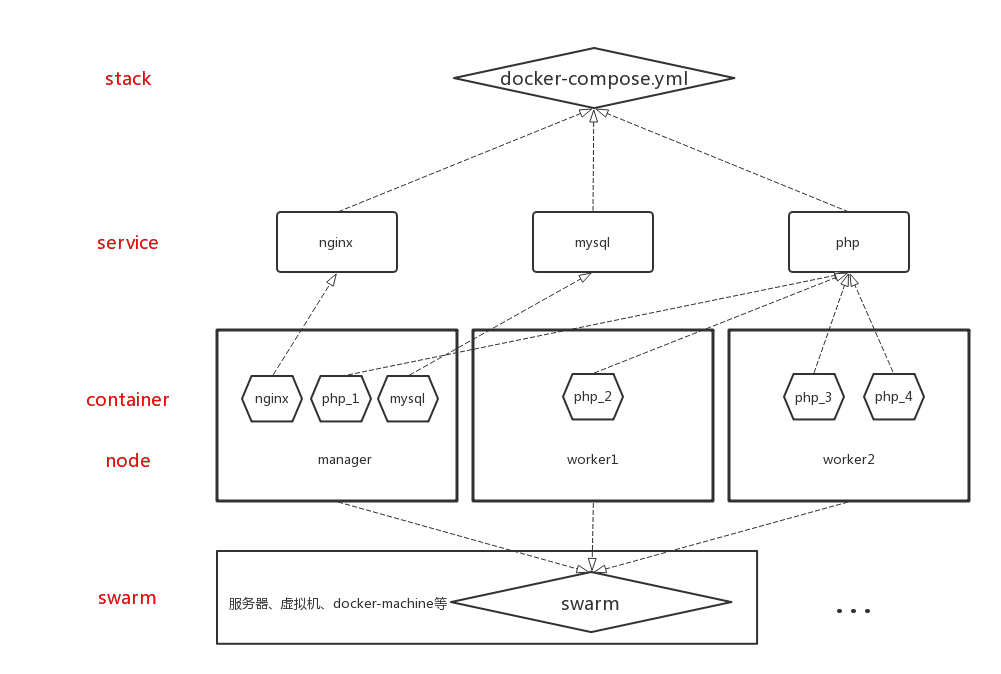 stack
docker-compose.yml
service
nginx
mysql
php
container
nginx
php_1
mysql
php_2
php_3
php_4
node
manager
worker1
worker2
swarm
服务器、虚拟机、docker-machine等
swarm
...